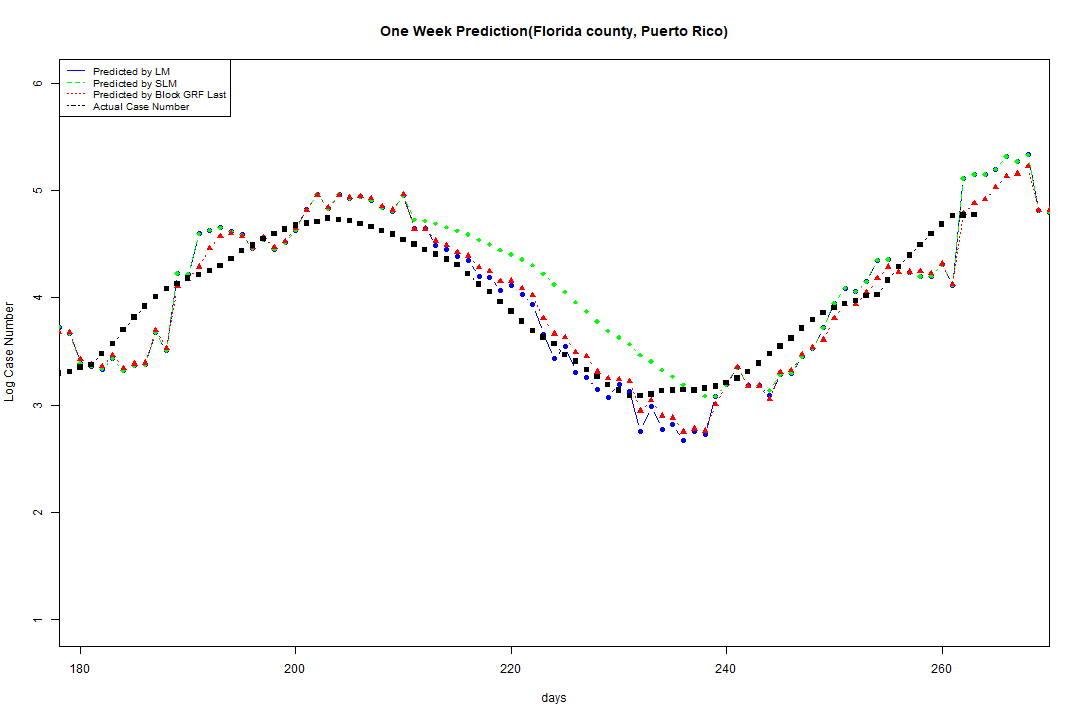 One Week Prediction(Florida county, Puerto Rico)
Predicted by LM
Predicted by SLM
Predicted by Block GRF Last
Actual Case Number
6
5
4
3
2
1
Log Case Number
180 200 220 240 260
days